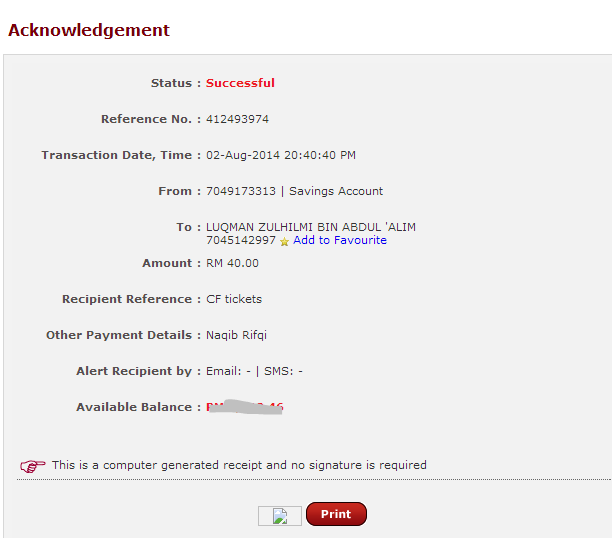 Acknowledgement
Status : Successful
Reference No. : 412493974
Transaction Date, Time : 02-Aug-2014 20:40:40 PM
From : 7049173313 | Savings Account
To : LUQMAN ZULHILMI BIN ABDUL 'ALIM
7045142997 Add to Favourite
Amount : RM 40.00
Recipient Reference : CF tickets
Other Payment Details : Naqib Rifqi
Alert Recipient by : Email: - | SMS: -
Available Balance :
This is a computer generated receipt and no signature is required
Print